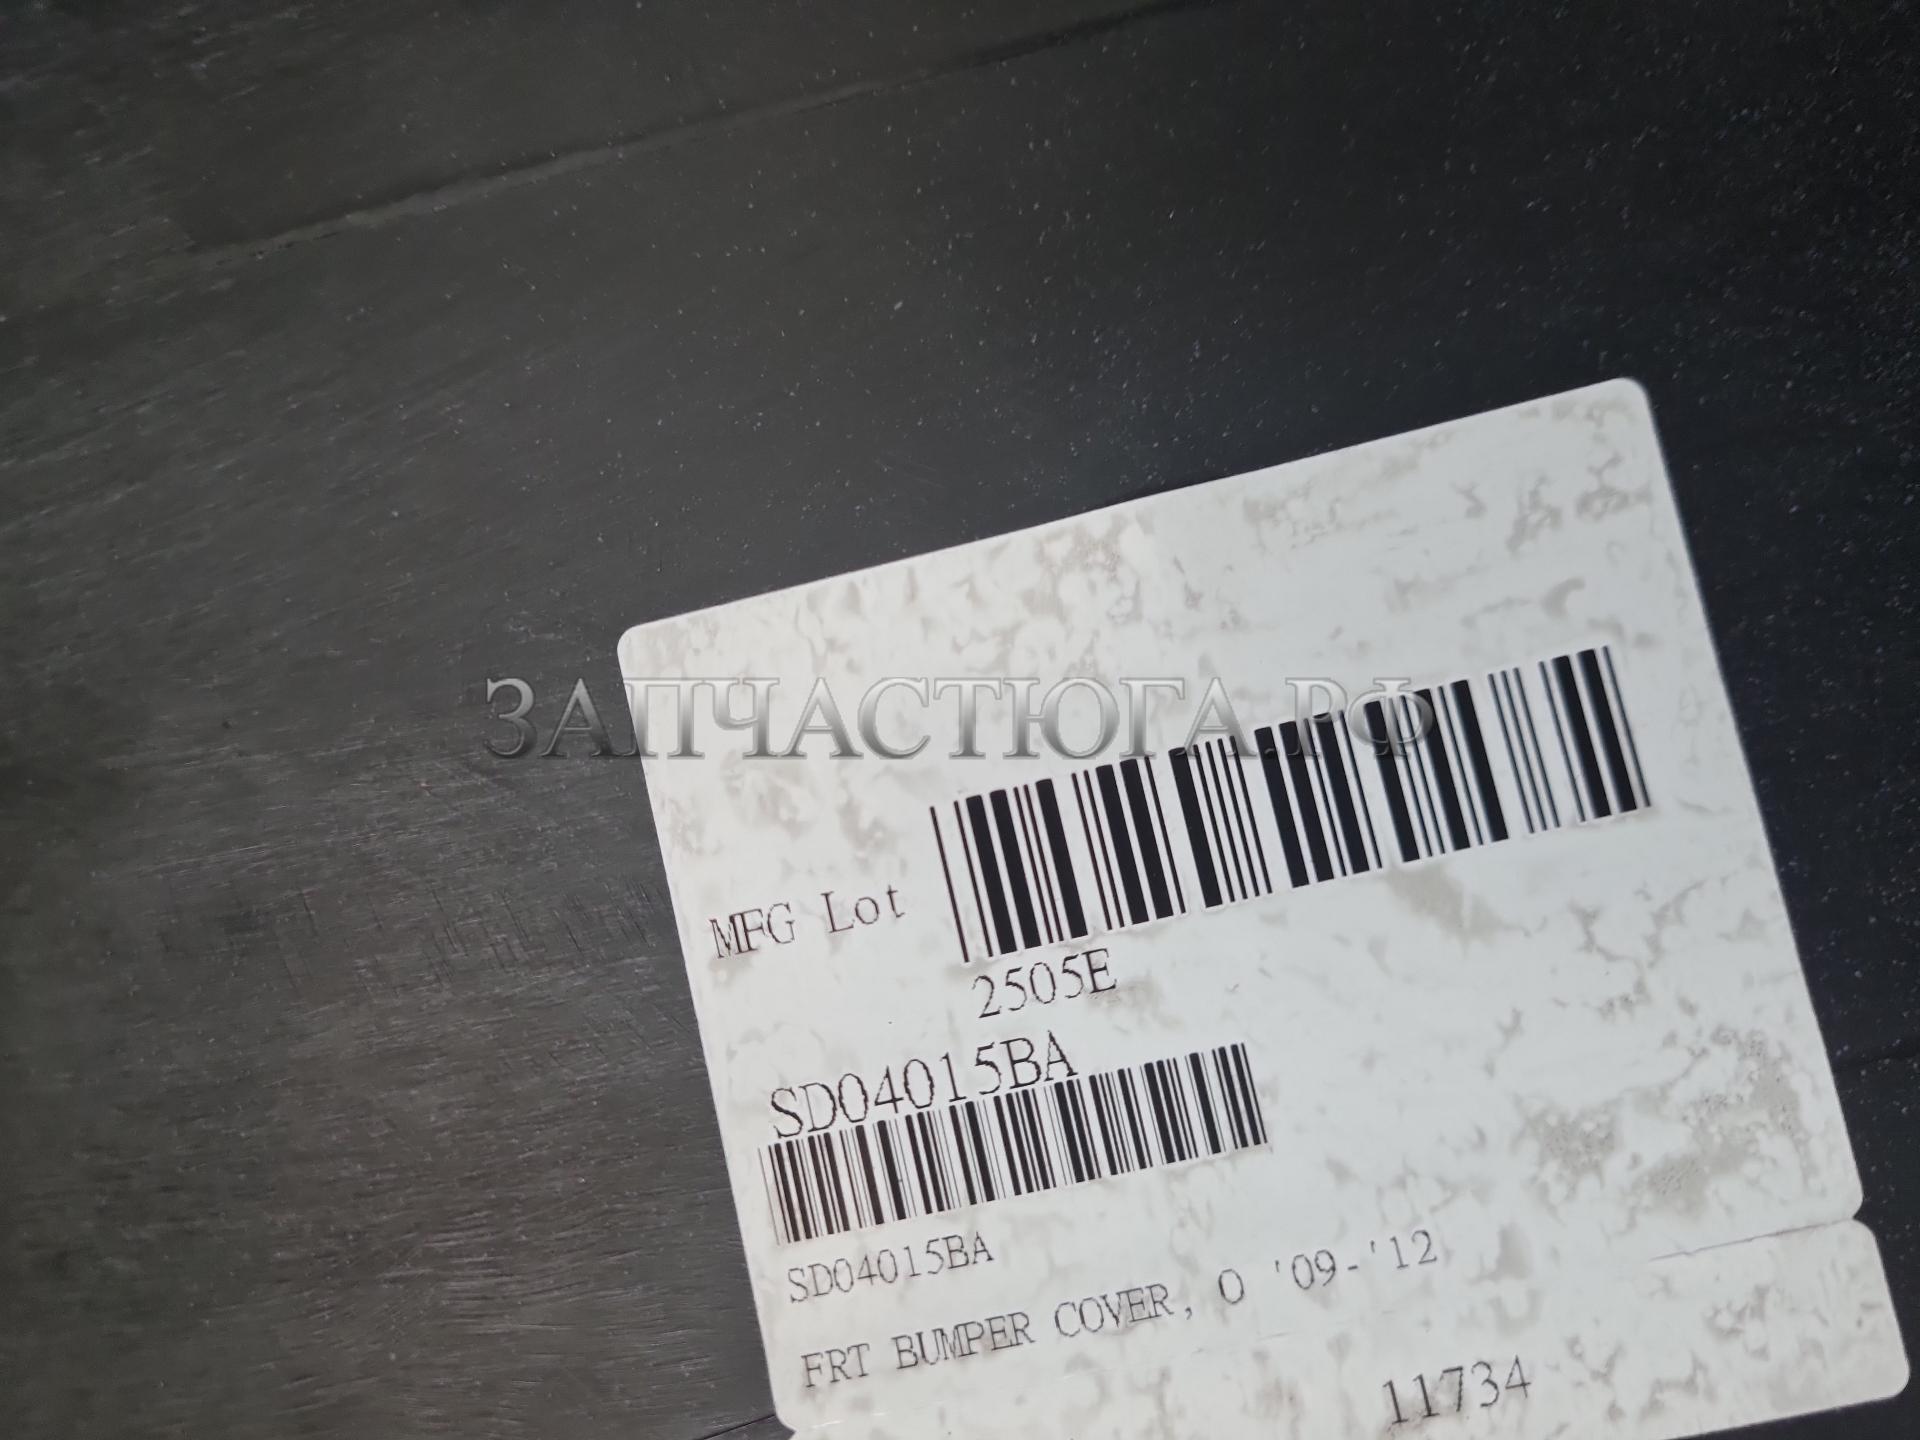 ЗАПЧАСТЮГА.РФ
MFG Lot
2505E
SD04015BA
SD04015BA
FRT BUMPER COVER, O '09-'12
11734